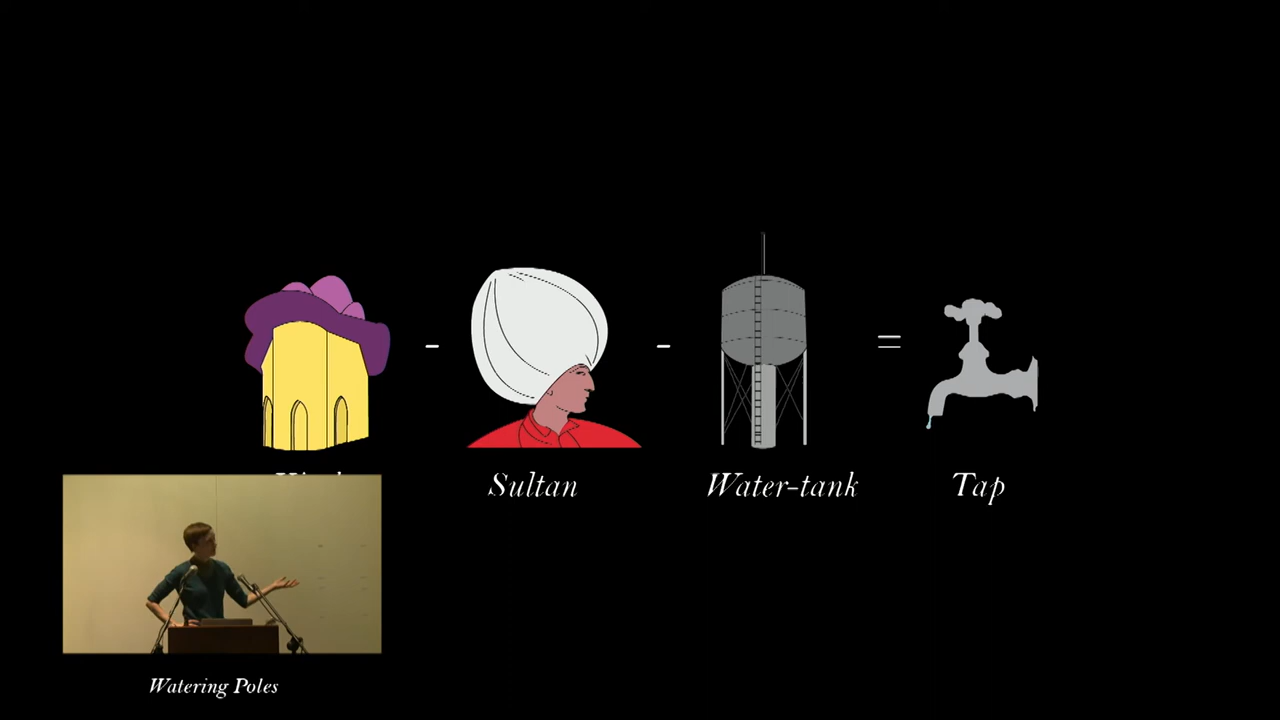 - - =
Sultan Water-tank Tap
Watering Poles